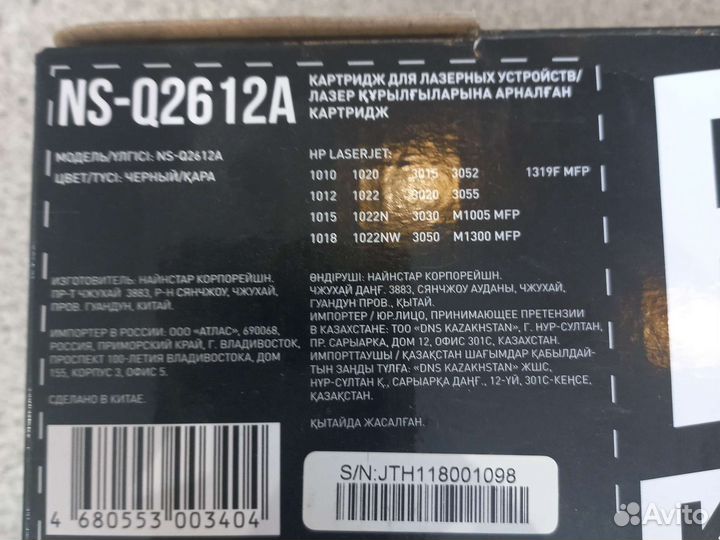 NS-Q2612A
КАРТРИДЖ ДЛЯ ЛАЗЕРНЫХ УСТРОЙСТВ/
ЛАЗЕР ҚҰРЫЛҒЫЛАРЫНА АРНАЛҒАН
КАРТРИДЖ
МОДЕЛЬ/ҮЛГІСІ: NS-Q2612A
ЦВЕТ/ТҮСІ: ЧЕРНЫЙ/ҚАРА
HP LASERJET:
1010 1020 3015 3052 1319F MFP
1012 1022 3020 3055
1015 1022N 3030 M1005 MFP
1018 1022NW 3050 M1300 MFP
ИЗГОТОВИТЕЛЬ: НАЙНСТАР КОРПОРЕЙШН.
ПР-Т ЧЖУХАЙ 3883, Р-Н СЯНЧЖОУ, ЧЖУХАЙ,
ПРОВ. ГУАНДУН, КИТАЙ.
ИМПОРТЕР В РОССИИ: ООО «АТЛАС», 690068,
РОССИЯ, ПРИМОРСКИЙ КРАЙ, Г. ВЛАДИВОСТОК,
ПРОСПЕКТ 100-ЛЕТИЯ ВЛАДИВОСТОКА, ДОМ
155, КОРПУС 3, ОФИС 5.
СДЕЛАНО В КИТАЕ.
ӨНДІРУШІ: НАЙНСТАР КОРПОРЕЙШН.
ЧЖУХАЙ ДАҢҒ. 3883, СЯНЧЖОУ АУДАНЫ, ЧЖУХАЙ,
ГУАНДУН ПРОВ., ҚЫТАЙ.
ИМПОРТЕР / ЮР.ЛИЦО, ПРИНИМАЮЩЕЕ ПРЕТЕНЗИИ
В КАЗАХСТАНЕ: ТОО «DNS KAZAKHSTAN», Г. НУР-СУЛТАН,
ПР. САРЫАРКА, ДОМ 12, ОФИС 301С, КАЗАХСТАН.
ИМПОРТТАУШЫ / ҚАЗАҚСТАН ШАҒЫМДАР ҚАБЫЛДАЙ-
ТЫН ЗАҢДЫ ТҰЛҒА: «DNS KAZAKHSTAN» ЖШС,
НҰР-СҰЛТАН Қ., САРЫАРҚА ДАҢҒ., 12-ҮЙ, 301С-КЕҢСЕ,
ҚАЗАҚСТАН.
ҚЫТАЙДА ЖАСАЛҒАН.
4 680553 003404
S/N:JTH118001098
Avito